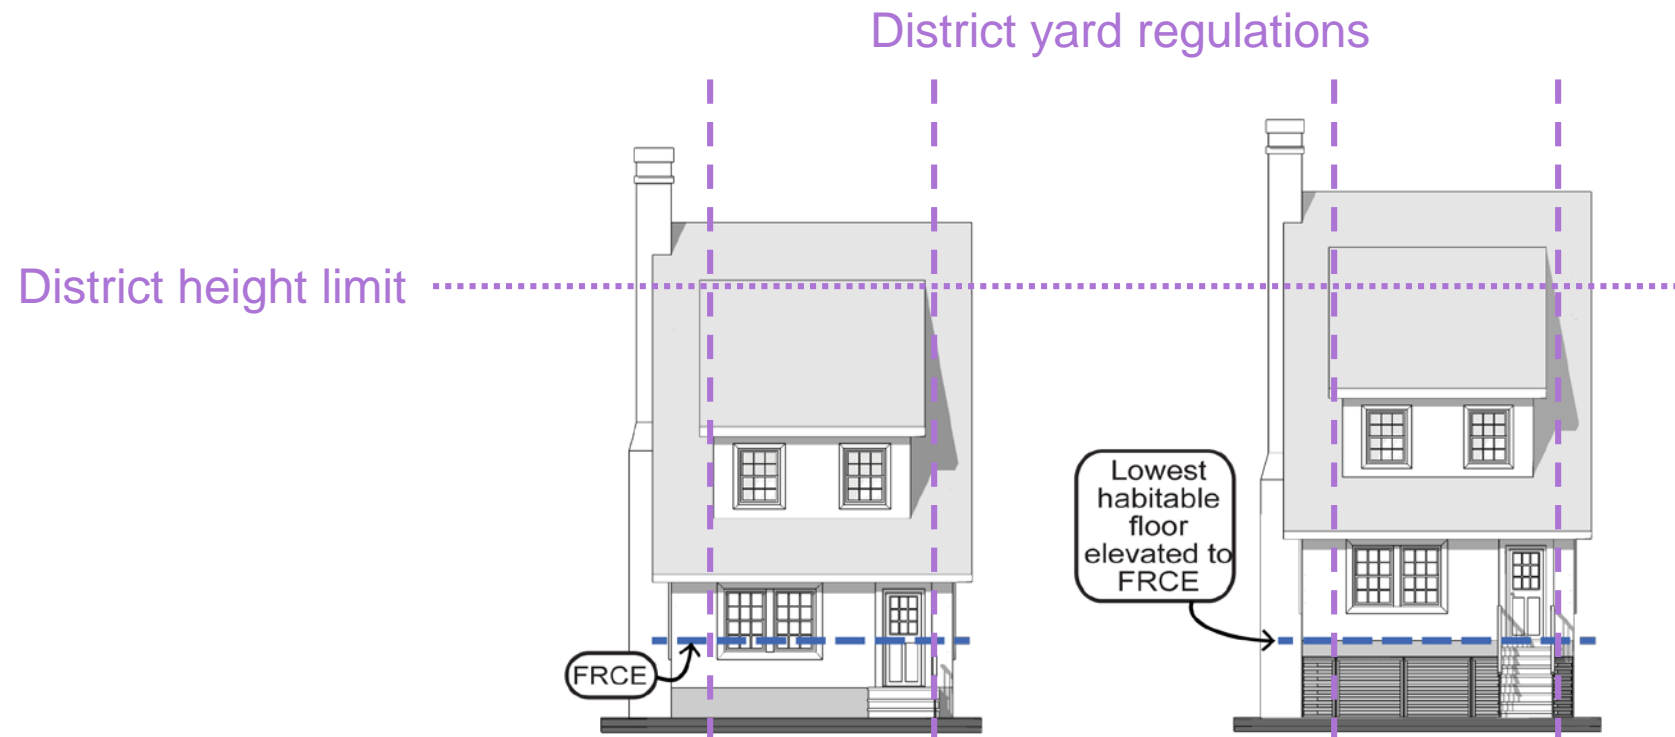 District yard regulations
District height limit
FRCE
Lowest
habitable
floor
elevated to
FRCE